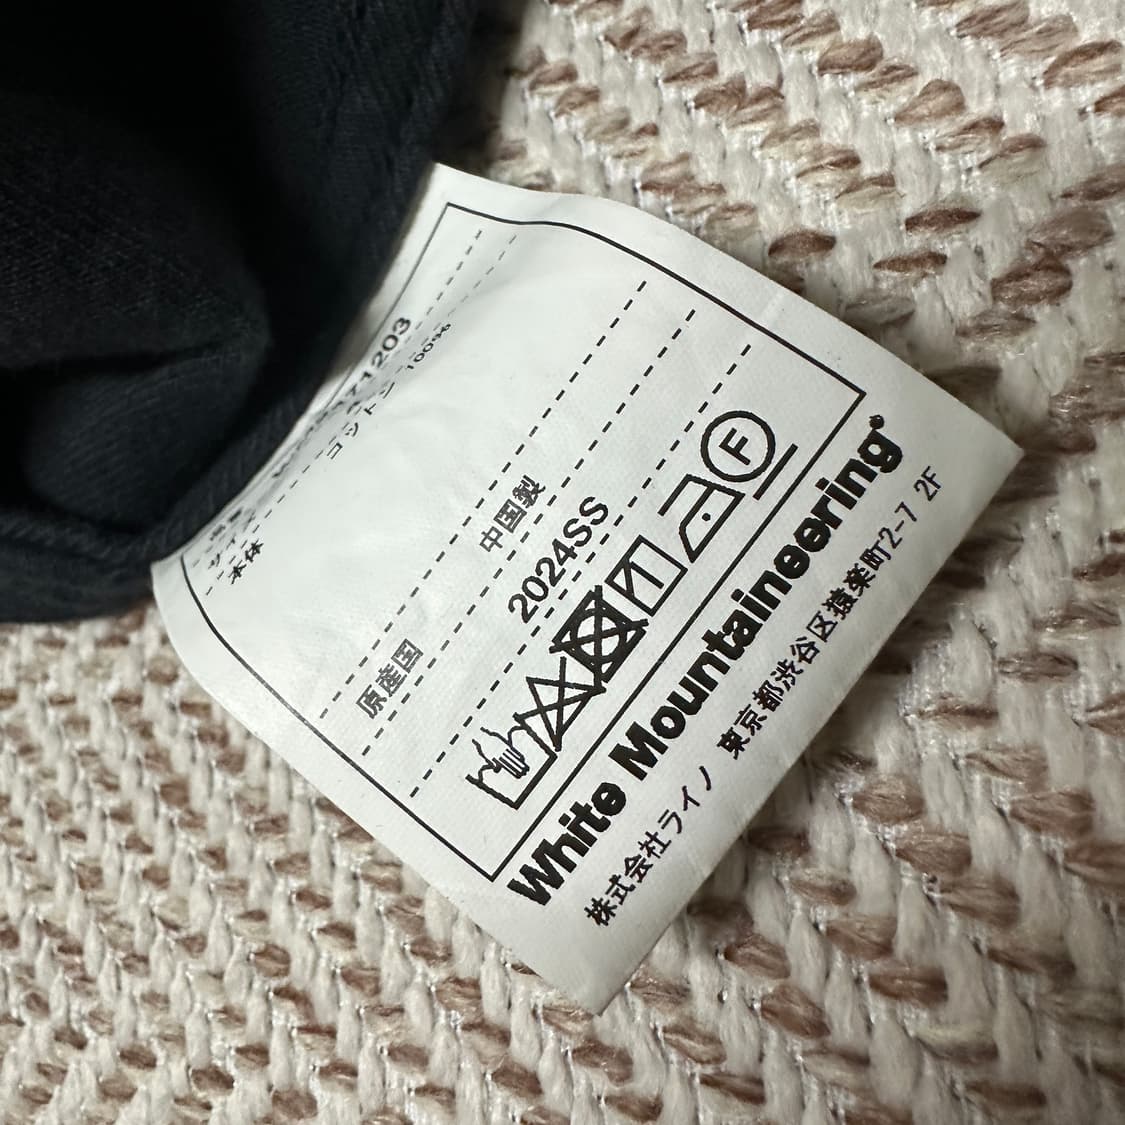 サイズ
本体 コットン 100%
原産国 中国製
2024SS
F
White Mountaineering®
株式会社ライノ 東京都渋谷区猿楽町2-7 2F